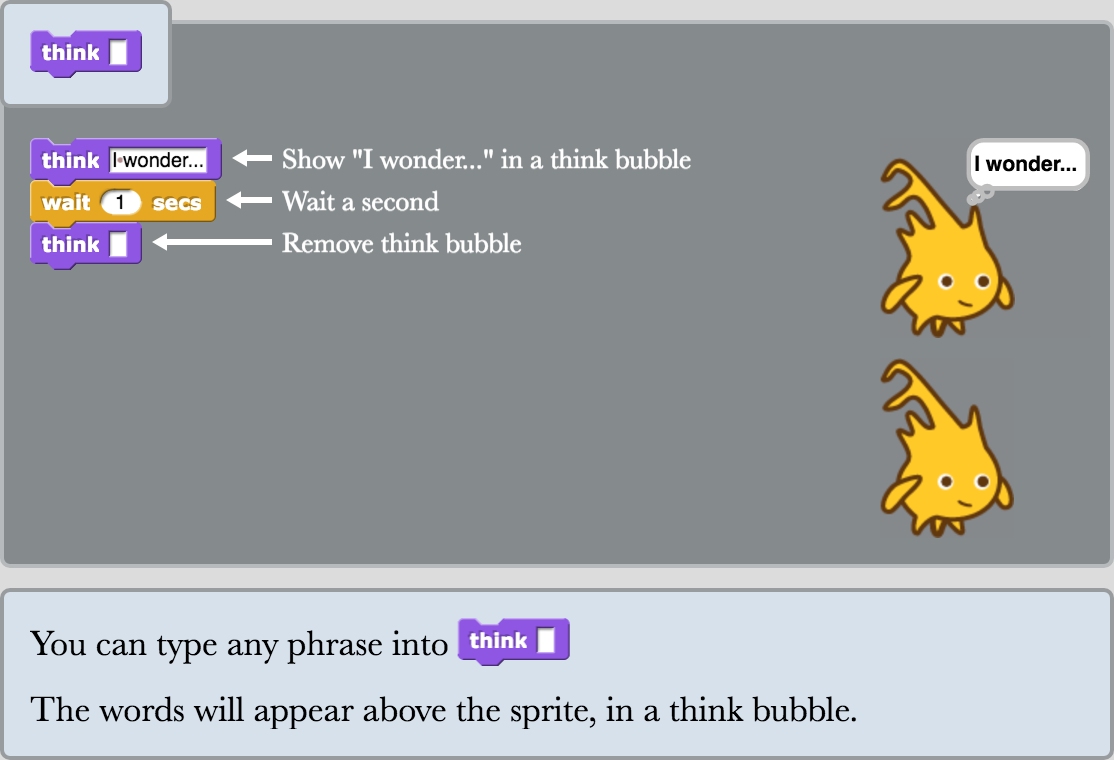 think
think I wonder...
Show "I wonder..." in a think bubble
I wonder...
wait 1 secs
Wait a second
think
Remove think bubble
You can type any phrase into think
The words will appear above the sprite, in a think bubble.